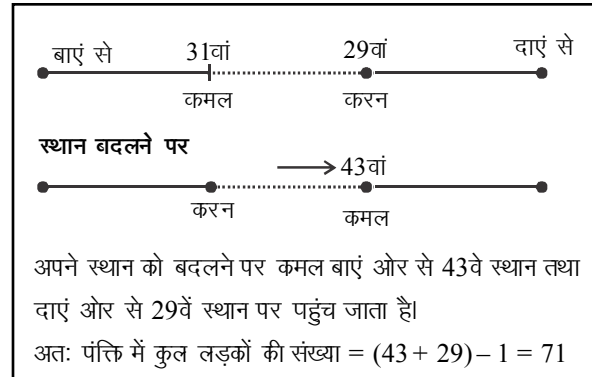 बाएं से 31वां 29वां दाएं से
कमल करन
स्थान बदलने पर
43वां
करन कमल
अपने स्थान को बदलने पर कमल बाएं ओर से 43वे स्थान तथा
दाएं ओर से 29वें स्थान पर पहुंच जाता है।
अतः पंक्ति में कुल लड़कों की संख्या = (43 + 29) – 1 = 71